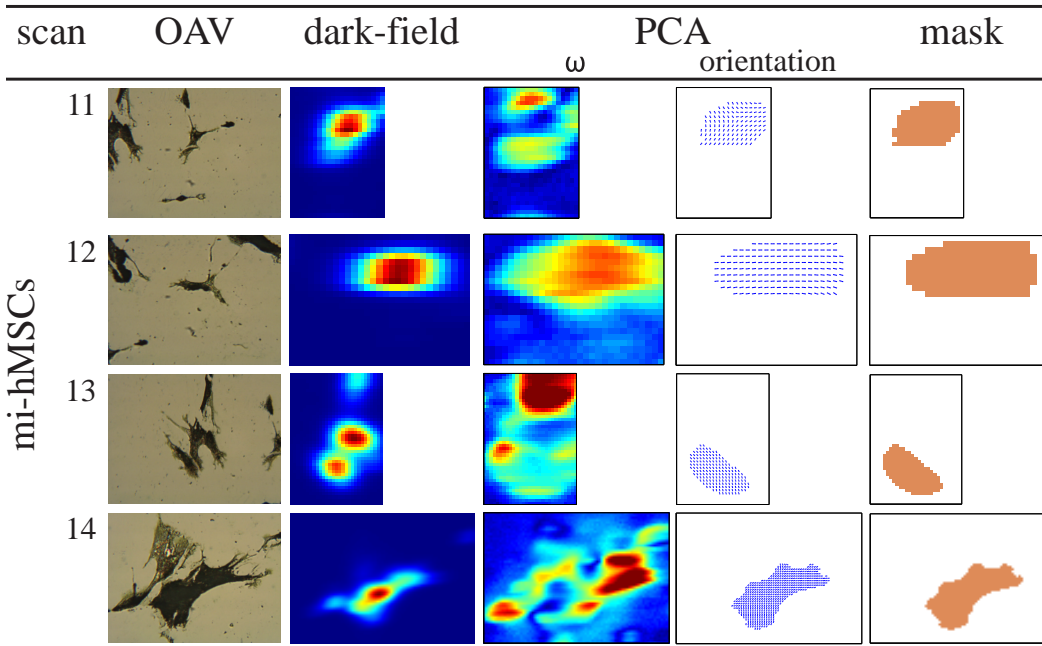 scan OAV dark-field PCA mask
ω orientation
11
12
mi-hMSCs
13
14